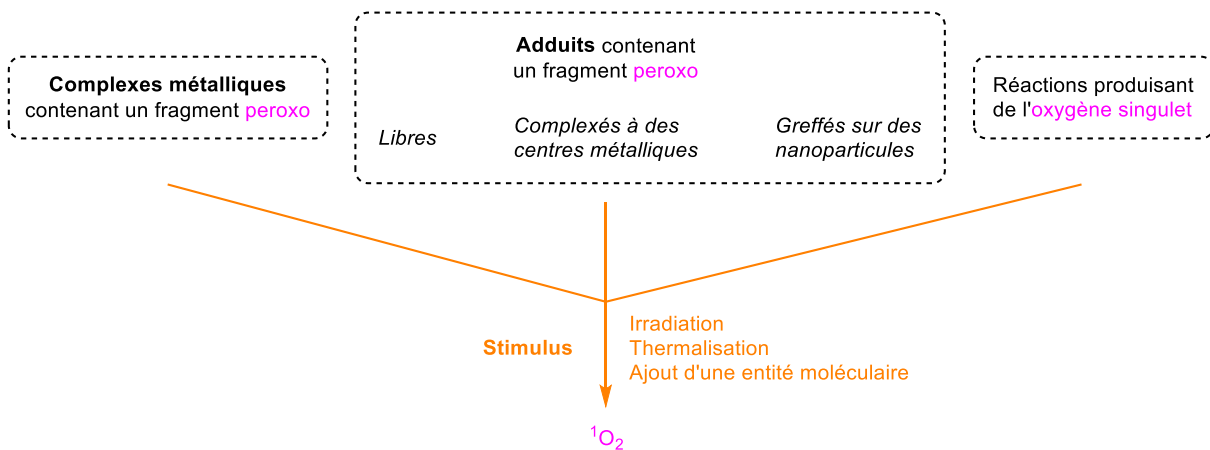 Complexes métalliques
contenant un fragment peroxo
Adduits contenant
un fragment peroxo
Libres
Complexés à des
centres métalliques
Greffés sur des
nanoparticules
Réactions produisant
de l'oxygène singulet
Stimulus
Irradiation
Thermalisation
Ajout d'une entité moléculaire
¹O₂